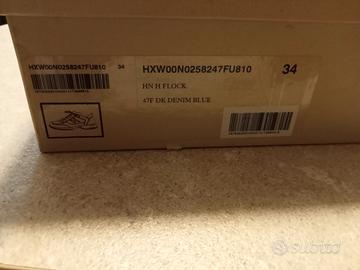 HXW00N0258247FU810 34
HXW00N0258247FU810 34
HN H FLOCK
47F DK DENIM BLUE
subito